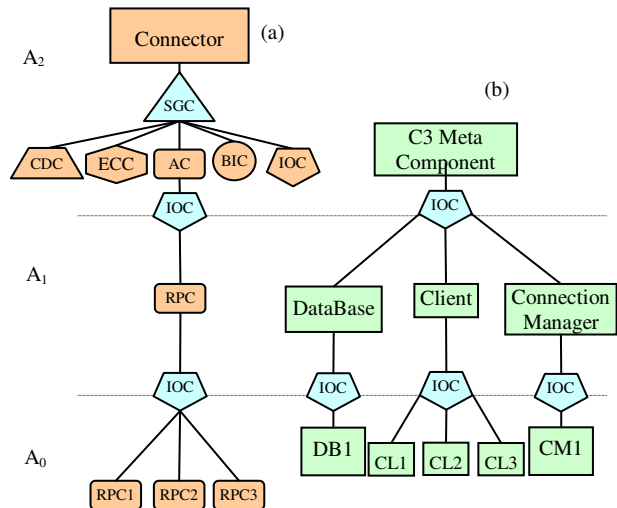 A2
Connector
(a)
SGC
CDC
ECC
AC
BIC
IOC
IOC
A1
RPC
IOC
A0
RPC1
RPC2
RPC3
(b)
C3 Meta
Component
IOC
DataBase
Client
Connection
Manager
IOC
IOC
IOC
DB1
CL1
CL2
CL3
CM1